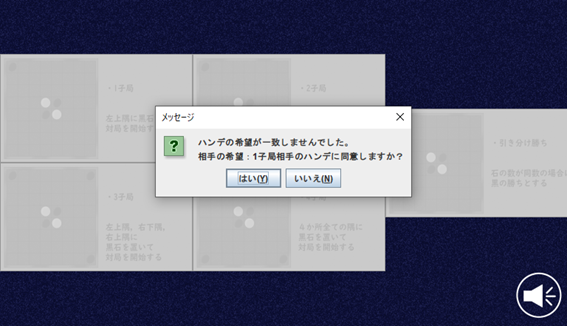 メッセージ
ハンデの希望が一致しませんでした。
相手の希望：1子局相手のハンデに同意しますか？
はい(Y)
いいえ(N)
・1子局
左上隅に黒石
対局を開始す
・2子局
・引き分け勝ち
石の数が同数の場合
黒の勝ちとする
・3子局
左上隅、右下隅、
右上隅に
黒石を置いて
対局を開始する
4か所全ての隅に
黒石を置いて
対局を開始する